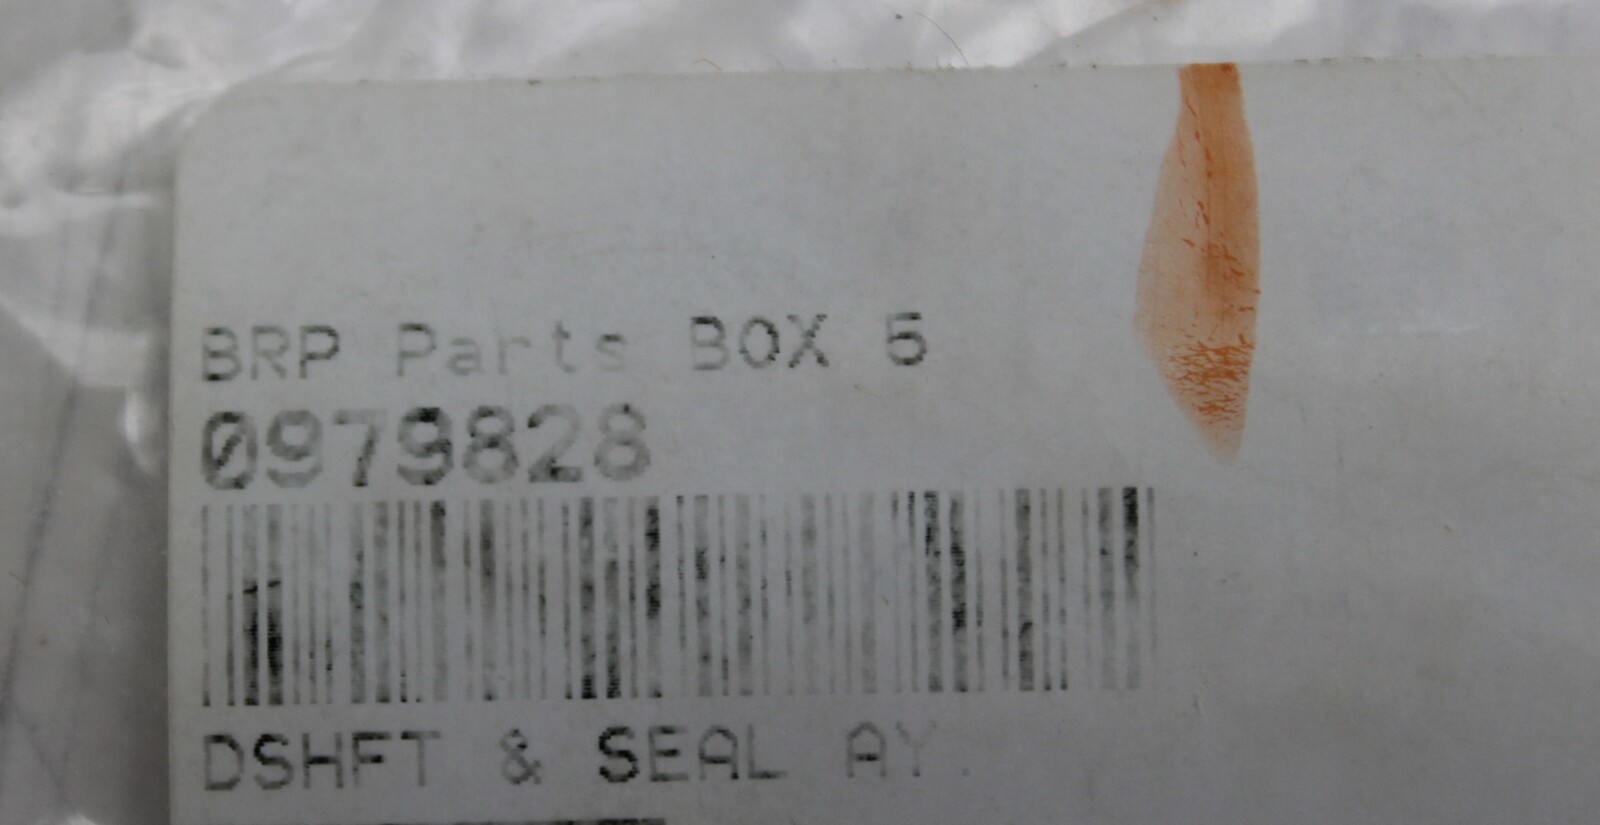 BRP Parts BOX 5
0979828
DSHFT & SEAL AY.